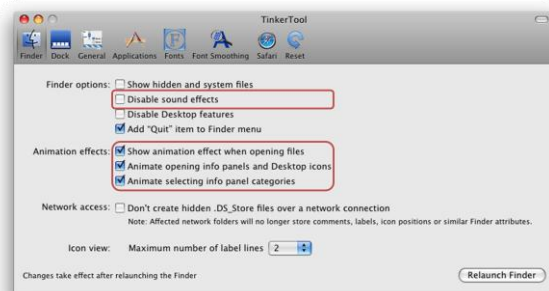 TinkerTool
Finder Dock General Applications Fonts Font Smoothing Safari Reset
Finder options: Show hidden and system files
Disable sound effects
Disable Desktop features
Add "Quit" item to Finder menu
Animation effects: Show animation effect when opening files
Animate opening info panels and Desktop icons
Animate selecting info panel categories
Network access: Don't create hidden .DS_Store files over a network connection
Note: Affected network folders will no longer store comments, labels, icon positions or similar Finder attributes.
Icon view: Maximum number of label lines 2
Changes take effect after relaunching the Finder Relaunch Finder